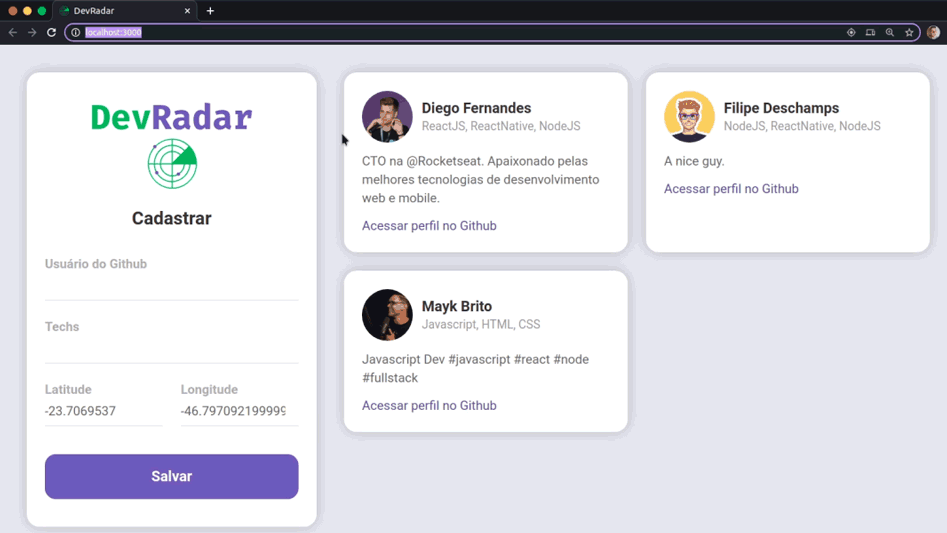 DevRadar
localhost:3000
DevRadar
Cadastrar
Usuário do Github
Techs
Latitude
Longitude
-23.7069537
-46.797092199999
Salvar
Diego Fernandes
ReactJS, ReactNative, NodeJS
CTO na @Rocketseat. Apaixonado pelas
melhores tecnologias de desenvolvimento
web e mobile.
Acessar perfil no Github
Filipe Deschamps
NodeJS, ReactNative, NodeJS
A nice guy.
Acessar perfil no Github
Mayk Brito
Javascript, HTML, CSS
Javascript Dev #javascript #react #node
#fullstack
Acessar perfil no Github